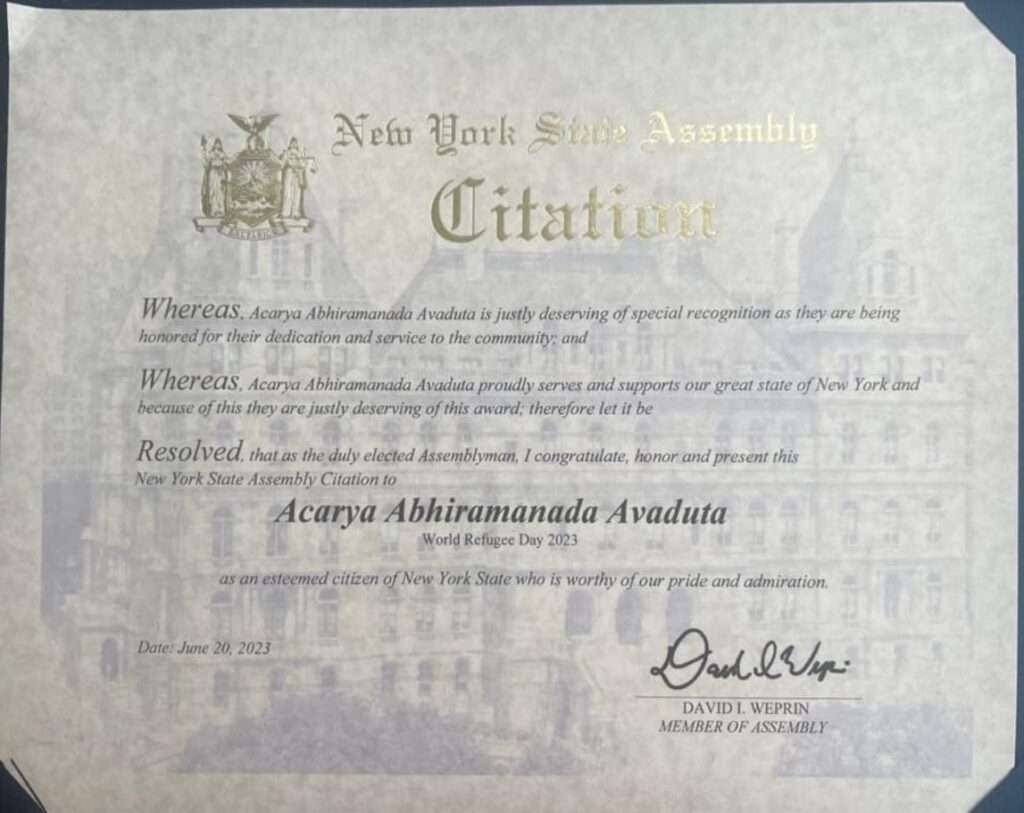 New York State Assembly
Citation
EXCELSIOR
Whereas, Acarya Abhiramanada Avaduta is justly deserving of special recognition as they are being
honored for their dedication and service to the community; and
Whereas, Acarya Abhiramanada Avaduta proudly serves and supports our great state of New York and
because of this they are justly deserving of this award; therefore let it be
Resolved, that as the duly elected Assemblyman, I congratulate, honor and present this
New York State Assembly Citation to
Acarya Abhiramanada Avaduta
World Refugee Day 2023
as an esteemed citizen of New York State who is worthy of our pride and admiration.
Date: June 20, 2023
David I. Weprin
DAVID I. WEPRIN
MEMBER OF ASSEMBLY